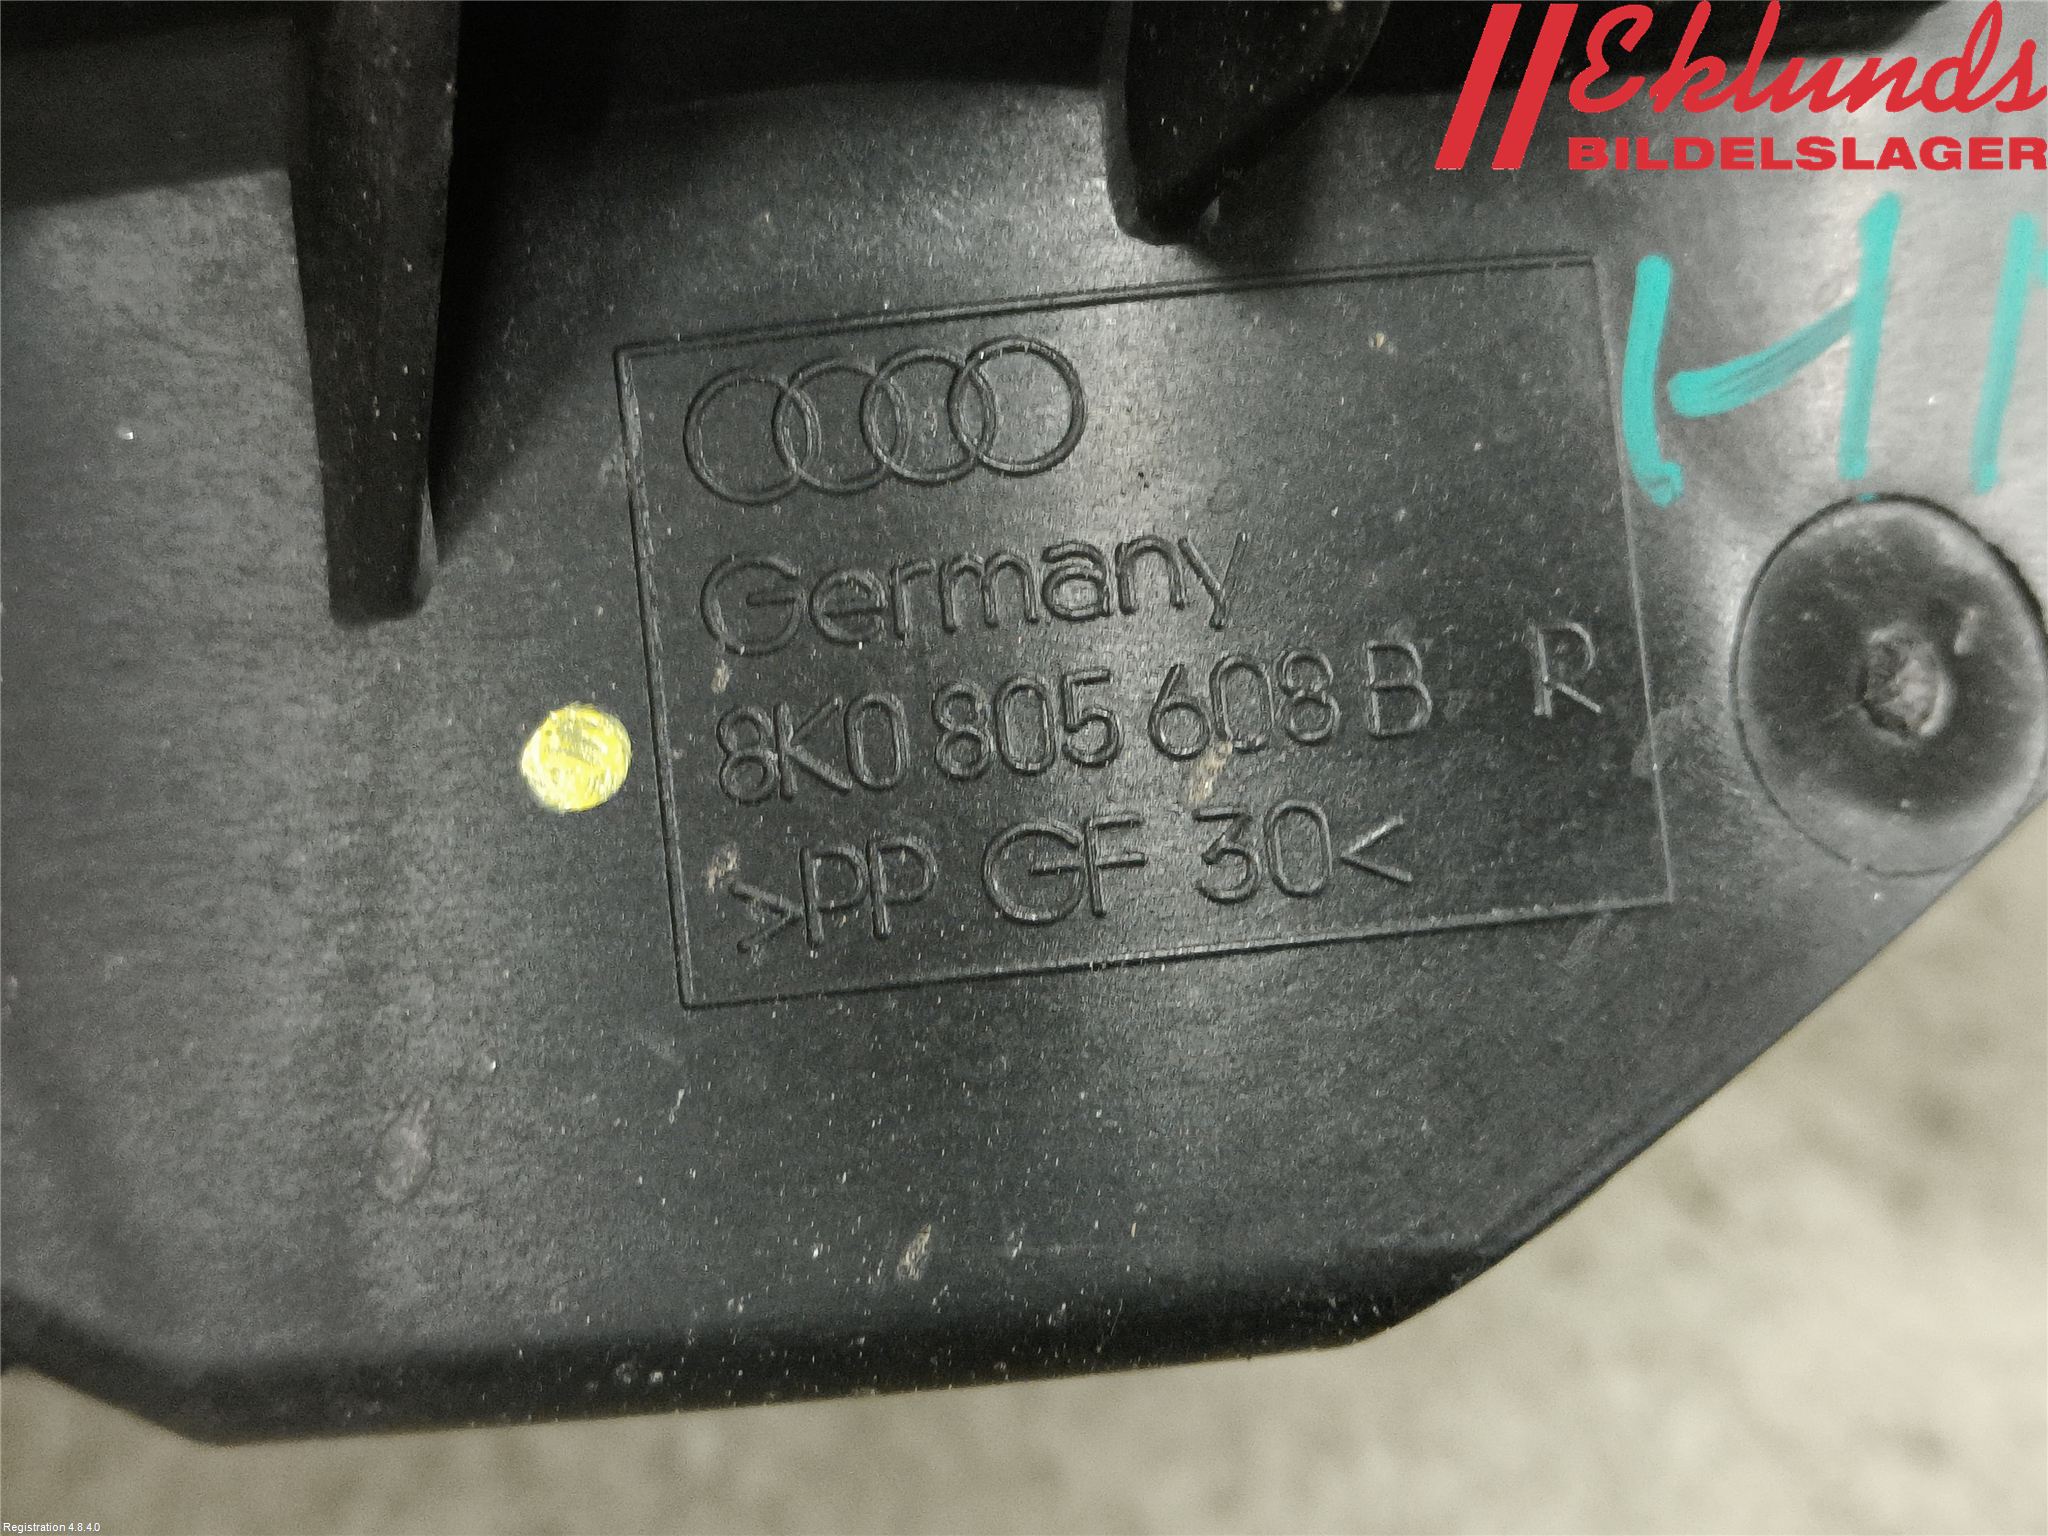 Eklunds
BILDELSLAGER
Germany
8K0 805 608 B R
>PP GF 30<
Registration 4.8.4.0